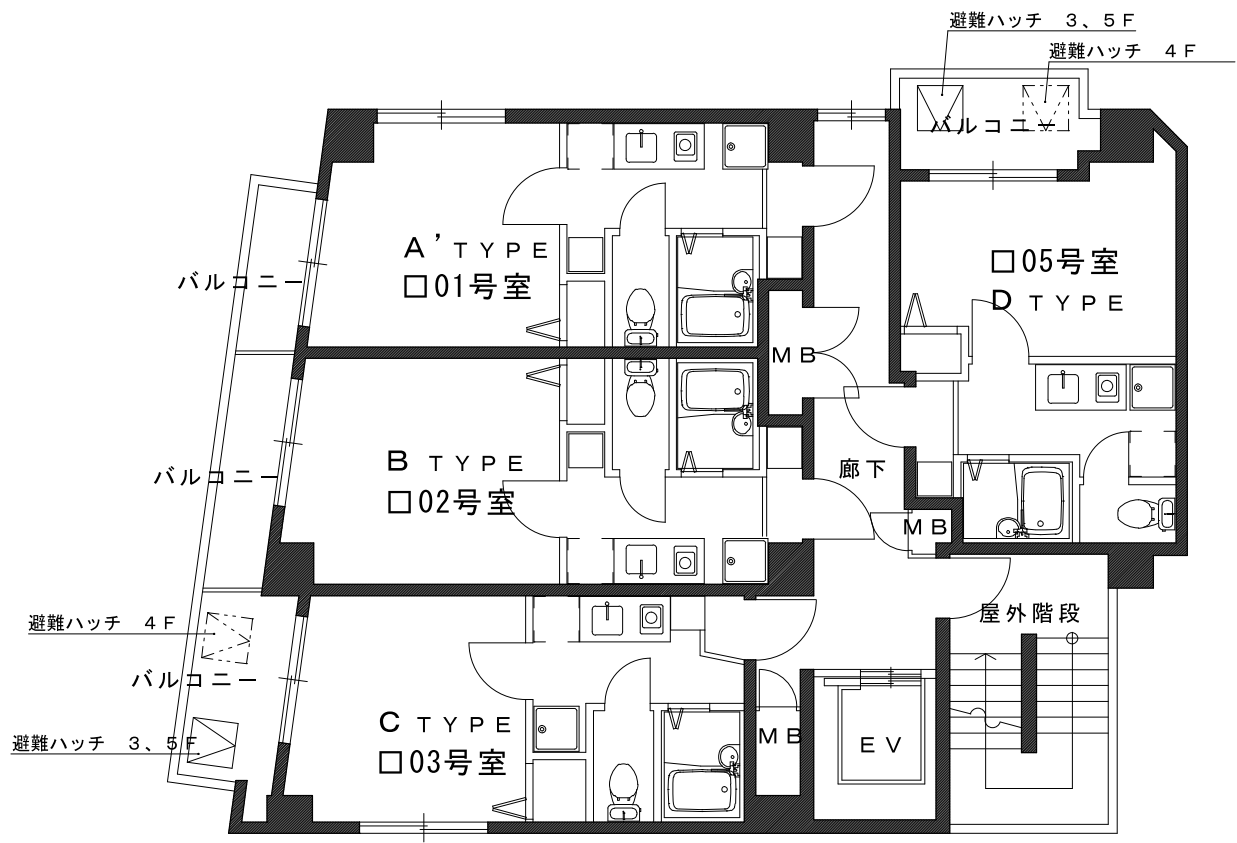 避難ハッチ　３、５Ｆ
避難ハッチ　４Ｆ
バルコニー
Ａ’ＴＹＰＥ
□01号室
バルコニー
□05号室
Ｄ ＴＹＰＥ
ＭＢ
Ｂ ＴＹＰＥ
□02号室
バルコニー
廊下
ＭＢ
避難ハッチ　４Ｆ
屋外階段
バルコニー
Ｃ ＴＹＰＥ
□03号室
避難ハッチ　３、５Ｆ
ＭＢ
ＥＶ